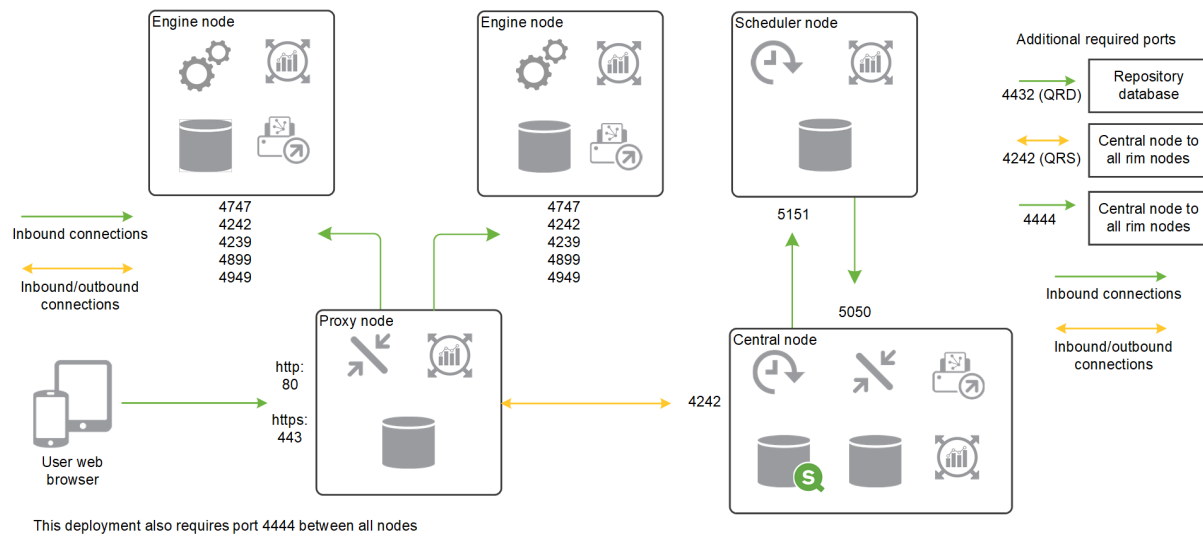 Engine node
Engine node
Scheduler node
Additional required ports
4432 (QRD)
Repository
database
4242 (QRS)
Central node to
all rim nodes
4444
Central node to
all rim nodes
Inbound connections
Inbound/outbound
connections
Inbound connections
Inbound/outbound
connections
4747
4242
4239
4899
4949
4747
4242
4239
4899
4949
5151
5050
Proxy node
http:
80
https:
443
4242
Central node
S
User web
browser
This deployment also requires port 4444 between all nodes